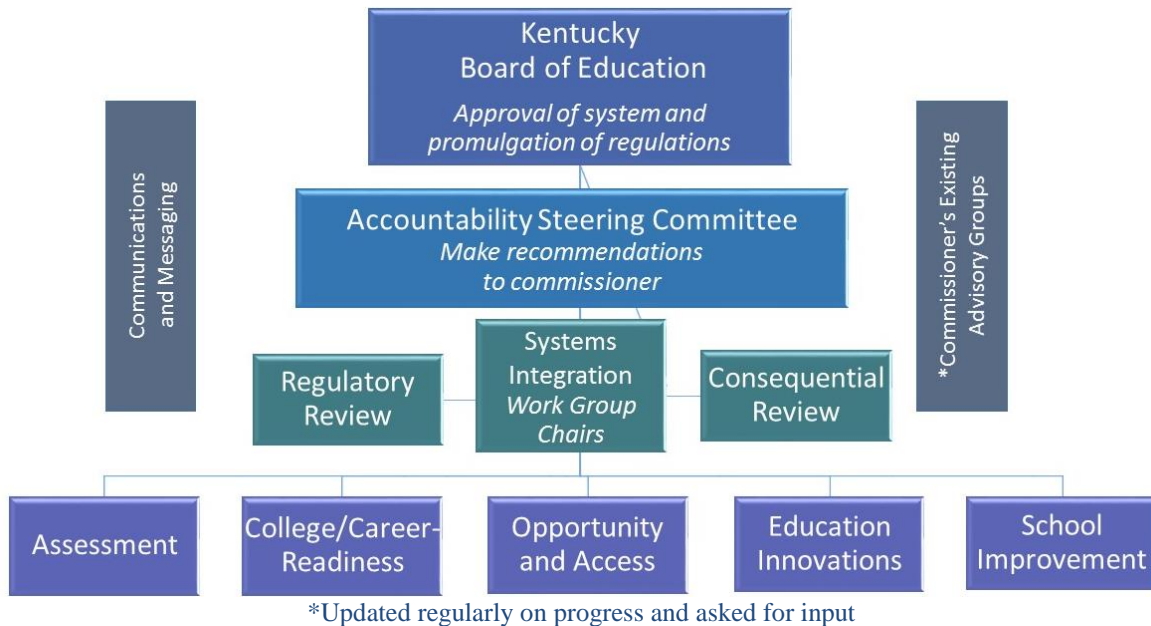 Kentucky
Board of Education
Approval of system and
promulgation of regulations
Communications
and Messaging
*Commissioner's Existing
Advisory Groups
Accountability Steering Committee
Make recommendations
to commissioner
Regulatory
Review
Systems
Integration
Work Group
Chairs
Consequential
Review
Assessment
College/Career-
Readiness
Opportunity
and Access
Education
Innovations
School
Improvement
*Updated regularly on progress and asked for input